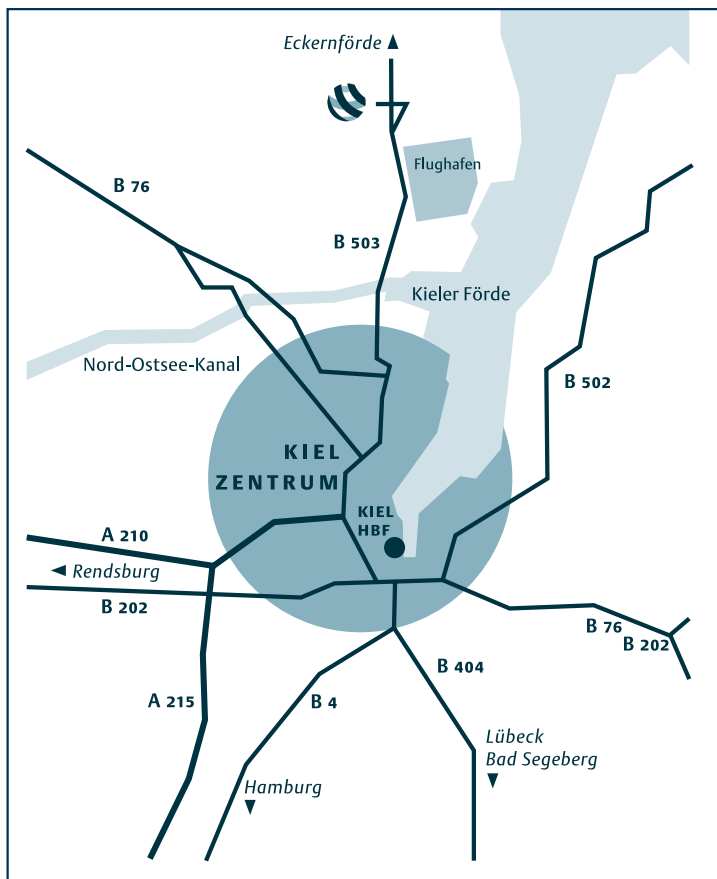 Eckernförde
Flughafen
B 76
B 503
Kieler Förde
Nord-Ostsee-Kanal
B 502
KIEL
ZENTRUM
KIEL
HBF
A 210
Rendsburg
B 202
B 76
B 202
B 404
A 215
B 4
Lübeck
Bad Segeberg
Hamburg